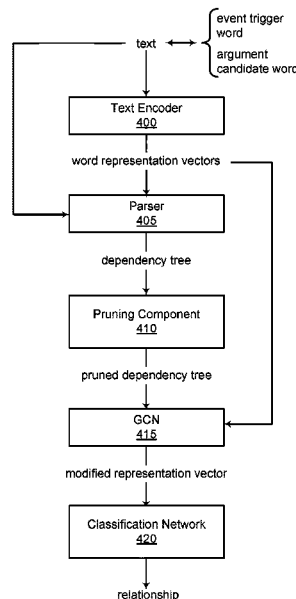 text
event trigger
word
argument
candidate word
Text Encoder
400
word representation vectors
Parser
405
dependency tree
Pruning Component
410
pruned dependency tree
GCN
415
modified representation vector
Classification Network
420
relationship